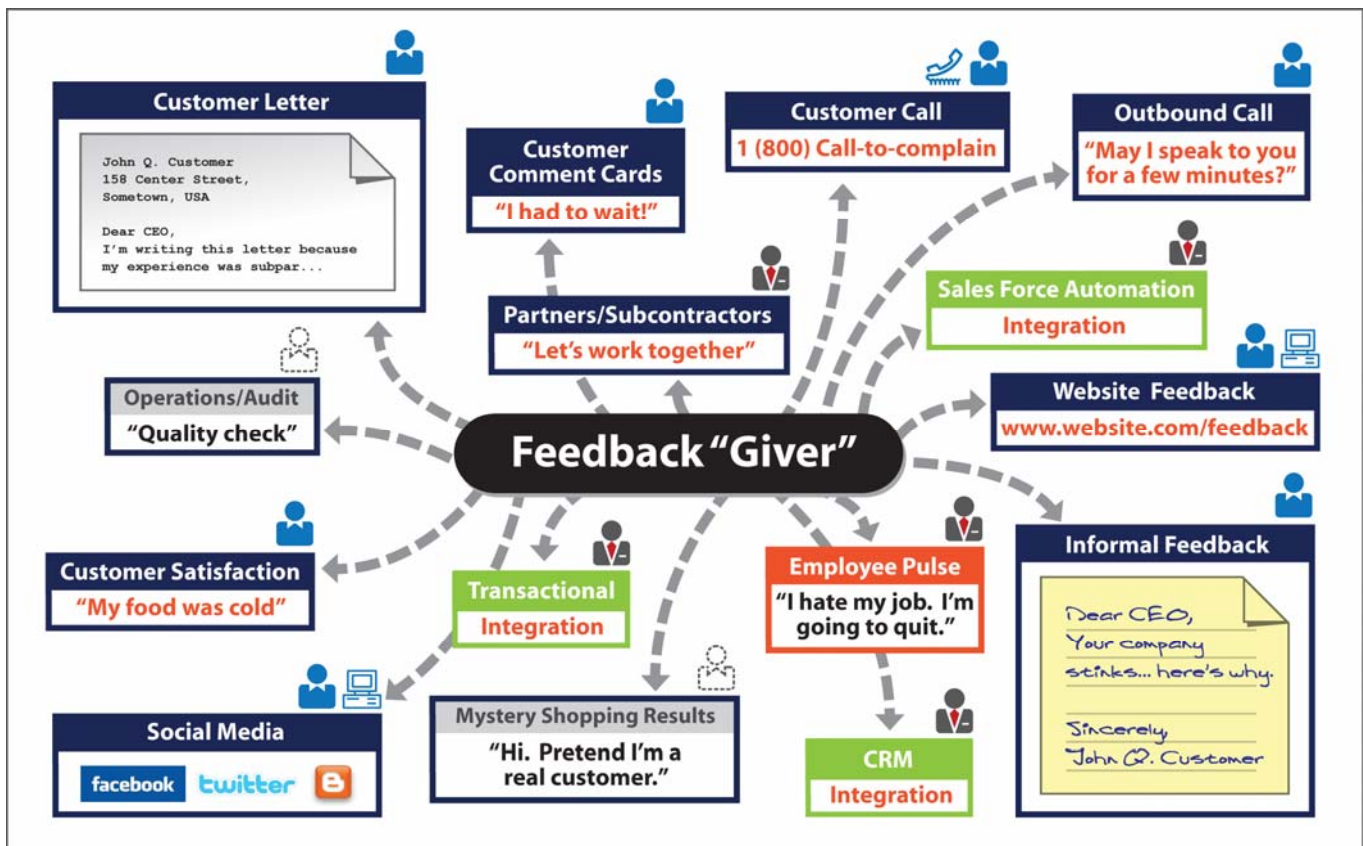 Customer Letter
John Q. Customer
158 Center Street,
Sometown, USA
Dear CEO,
I'm writing this letter because
my experience was subpar...
Customer
Comment Cards
“I had to wait!”
Customer Call
1 (800) Call-to-complain
Outbound Call
“May I speak to you
for a few minutes?”
Partners/Subcontractors
“Let's work together”
Sales Force Automation
Integration
Operations/Audit
“Quality check”
Website Feedback
www.website.com/feedback
Feedback “Giver”
Customer Satisfaction
“My food was cold”
Transactional
Integration
Employee Pulse
“I hate my job. I'm
going to quit.”
Informal Feedback
Dear CEO,
Your company
stinks... here's why.
Sincerely,
John Q. Customer
Social Media
facebook twitter B
Mystery Shopping Results
“Hi. Pretend I'm a
real customer.”
CRM
Integration